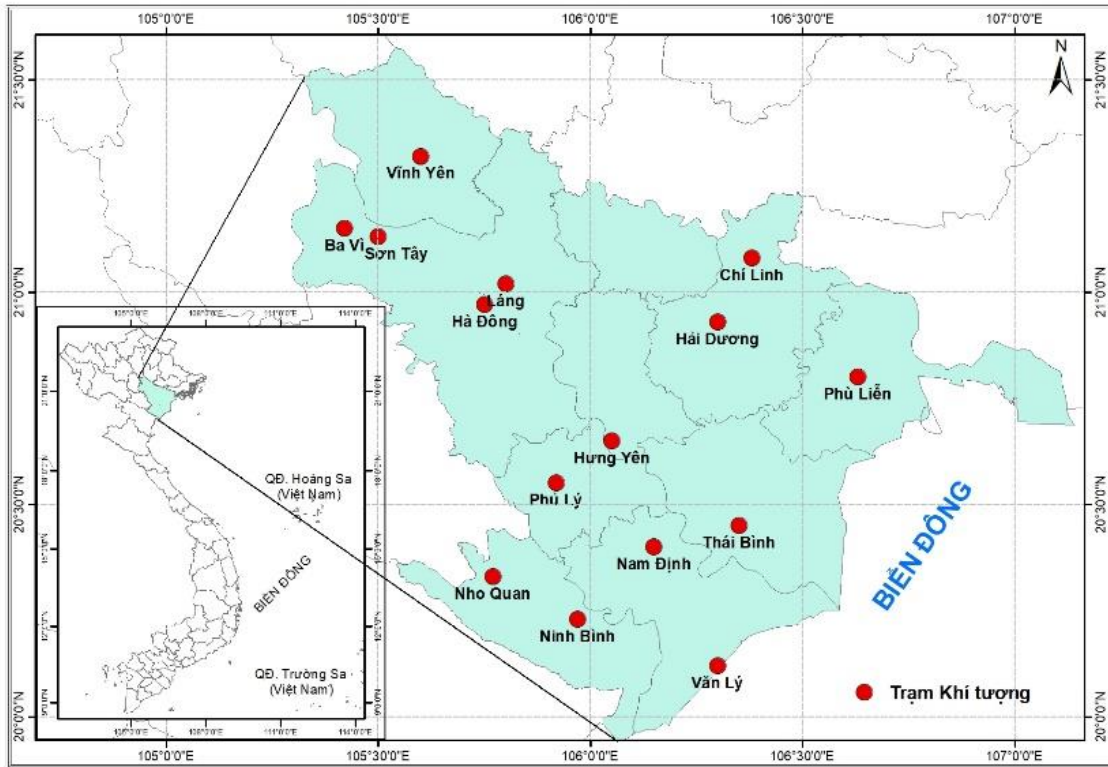 105°0'0"E 105°30'0"E 106°0'0"E 106°30'0"E 107°0'0"E
21°30'0"N
21°30'0"N
N
Vĩnh Yên
Ba Vì
Sơn Tây
Chí Linh
21°0'0"N
21°0'0"N
Láng
Hà Đông
Hải Dương
Phù Liễn
Hưng Yên
Phủ Lý
20°30'0"N
20°30'0"N
Thái Bình
Nam Định
Nho Quan
Ninh Bình
Văn Lý
BIỂN ĐÔNG
Trạm Khí tượng
20°0'0"N
20°0'0"N
QĐ. Hoàng Sa
(Việt Nam)
BIỂN ĐÔNG
QĐ. Trường Sa
(Việt Nam)
105°0'0"E 106°30'0"E 107°0'0"E
105°30'0"E 106°0'0"E